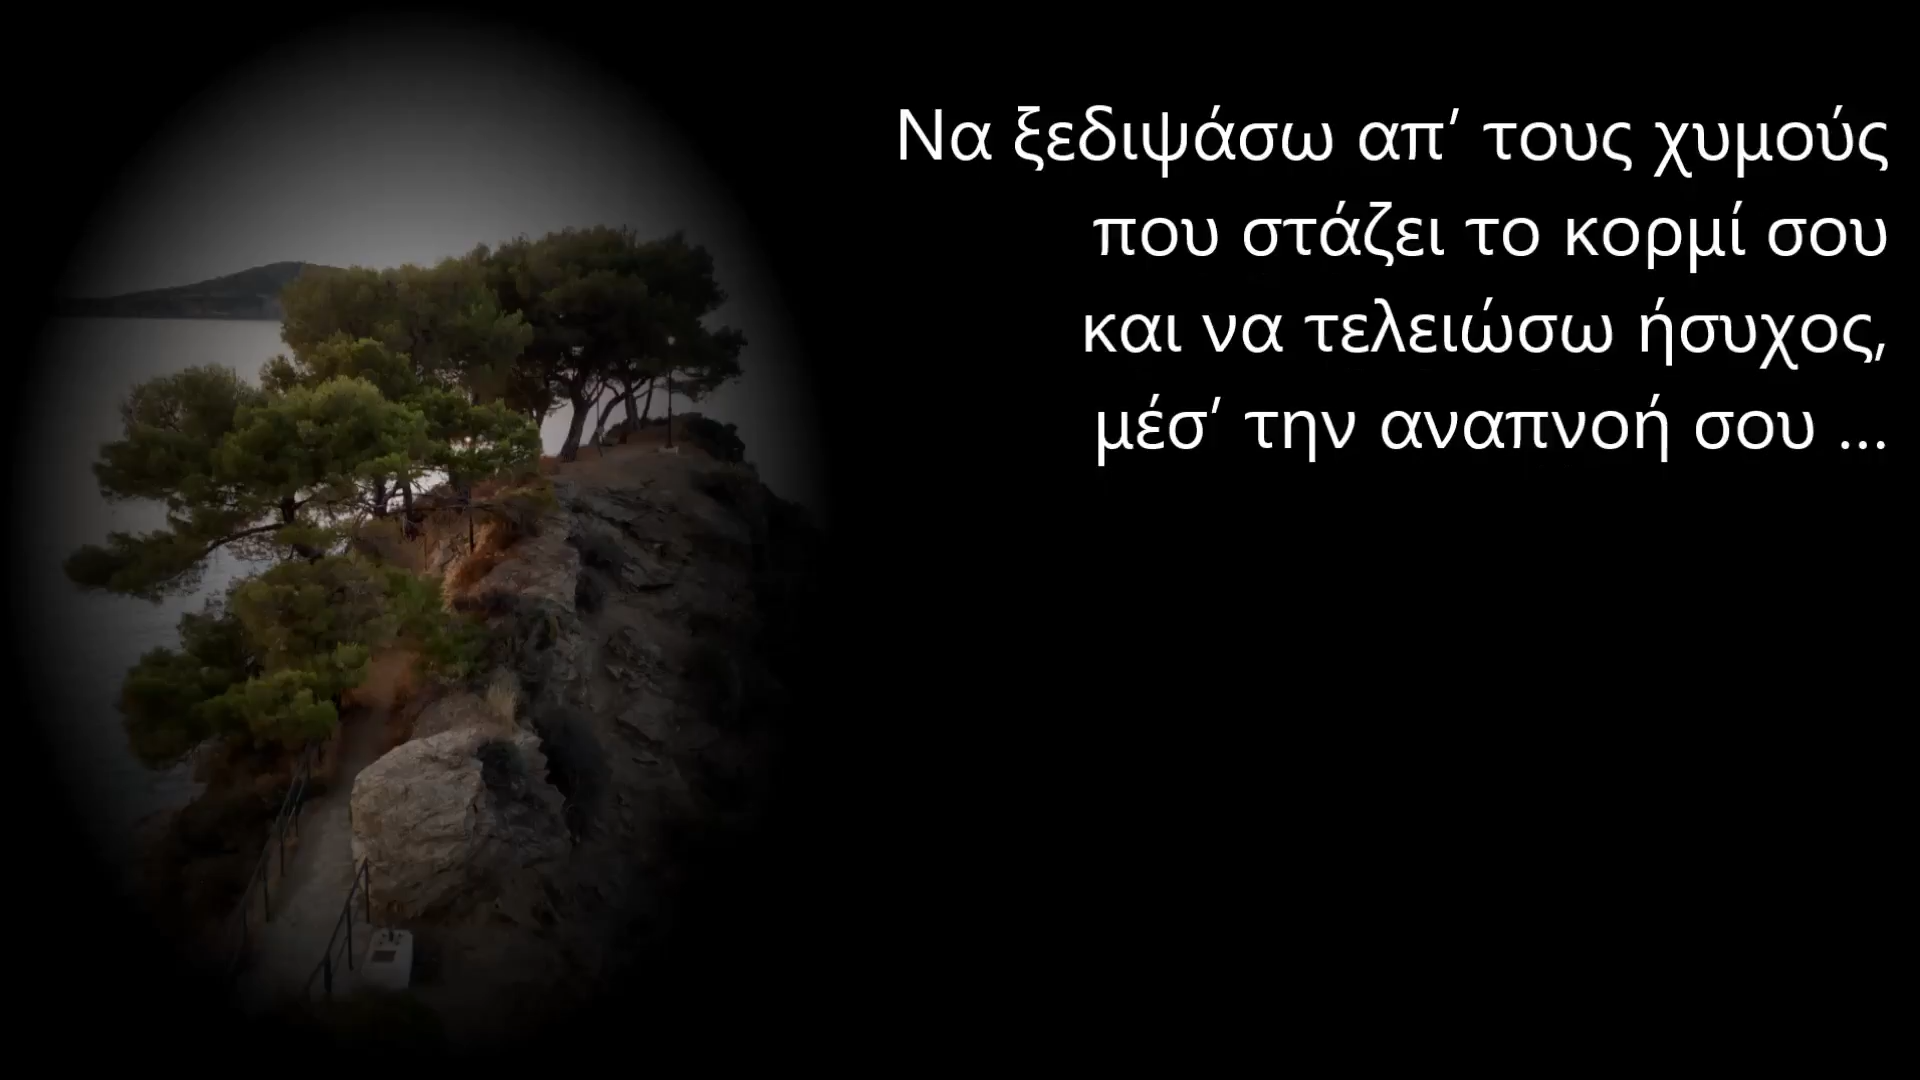 Να ξεδιψάσω απ’ τους χυμούς
που στάζει το κορμί σου
και να τελειώσω ήσυχος,
μέσ’ την αναπνοή σου ...